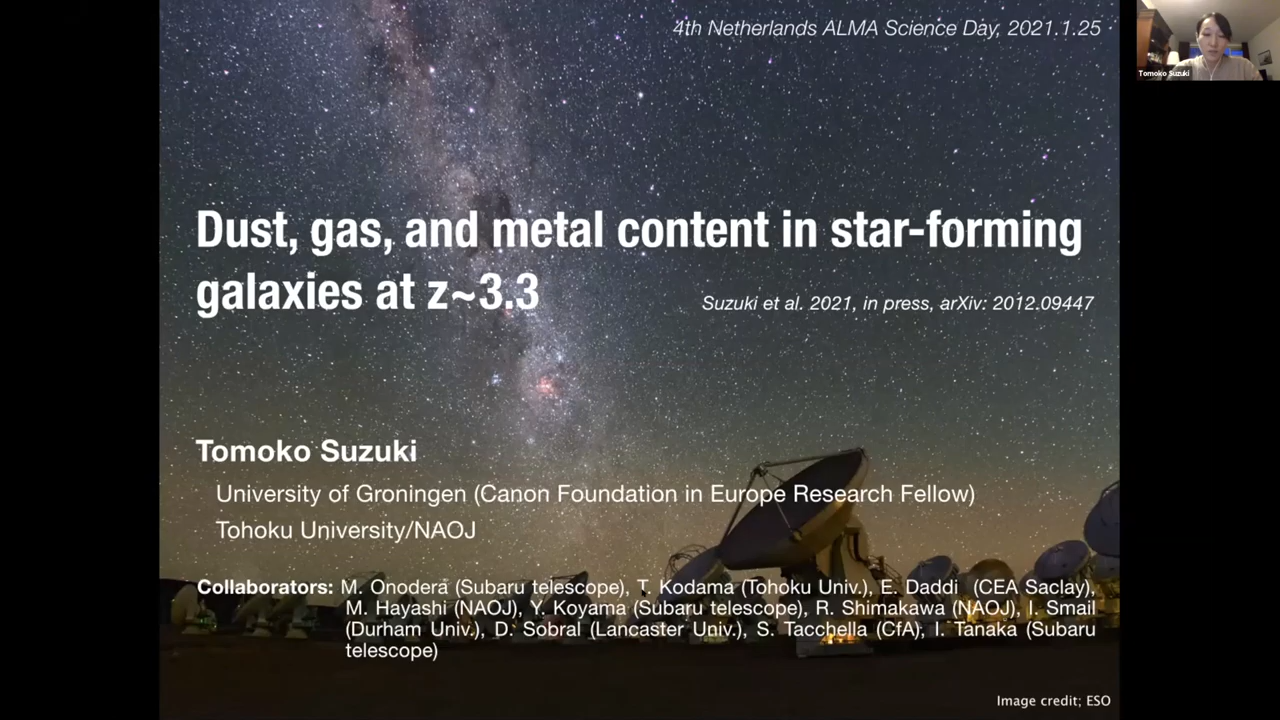 4th Netherlands ALMA Science Day, 2021.1.25
Tomoko Suzuki
Dust, gas, and metal content in star-forming
galaxies at z~3.3
Suzuki et al. 2021, in press, arXiv: 2012.09447
Tomoko Suzuki
University of Groningen (Canon Foundation in Europe Research Fellow)
Tohoku University/NAOJ
Collaborators: M. Onodera (Subaru telescope), T. Kodama (Tohoku Univ.), E. Daddi (CEA Saclay),
M. Hayashi (NAOJ), Y. Koyama (Subaru telescope), R. Shimakawa (NAOJ), I. Smail
(Durham Univ.), D. Sobral (Lancaster Univ.), S. Tacchella (CfA), I. Tanaka (Subaru
telescope)
Image credit; ESO